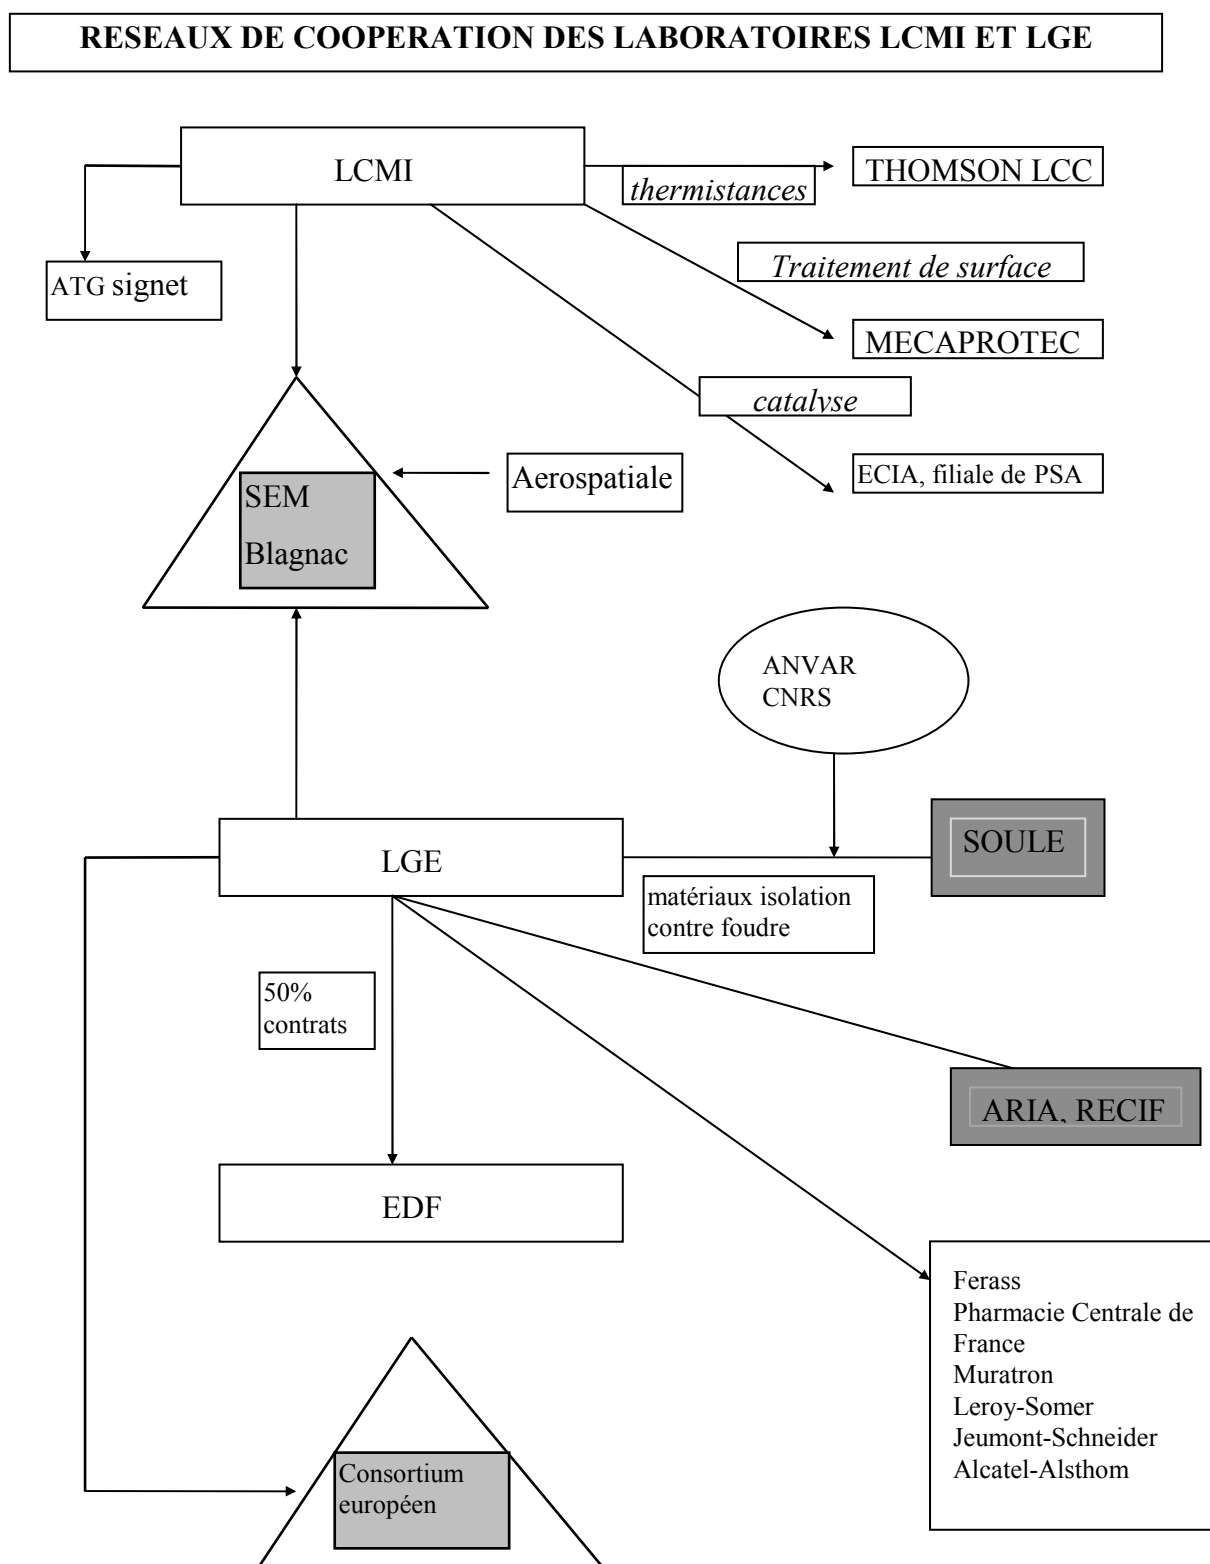 RESEAUX DE COOPERATION DES LABORATOIRES LCMI ET LGE
LCMI
thermistances
THOMSON LCC
Traitement de surface
ATG signet
MECAPROTEC
catalyse
ECIA, filiale de PSA
Aerospatiale
SEM
Blagnac
ANVAR
CNRS
SOULE
LGE
matériaux isolation
contre foudre
50%
contrats
ARIA, RECIF
EDF
Ferass
Pharmacie Centrale de
France
Muratron
Leroy-Somer
Jeumont-Schneider
Alcatel-Alsthom
Consortium
européen